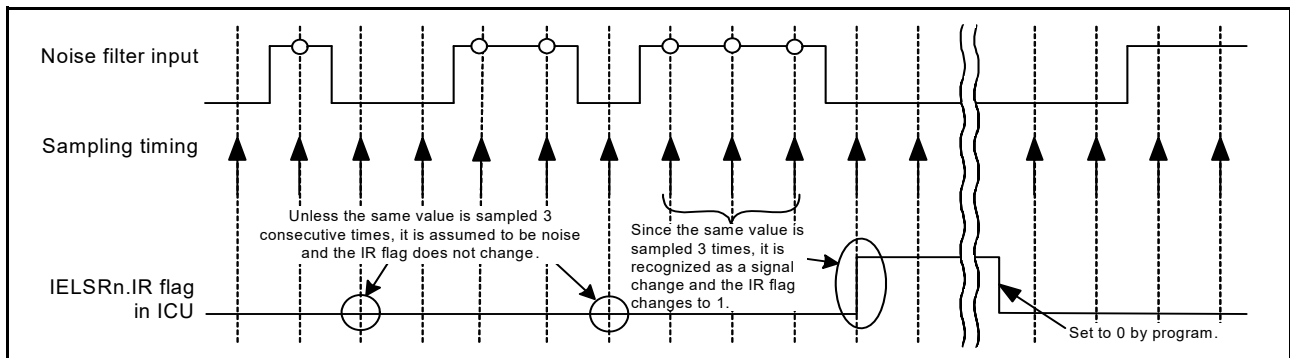 Noise filter input
Sampling timing
Unless the same value is sampled 3
consecutive times, it is assumed to be noise
and the IR flag does not change.
Since the same value is
sampled 3 times, it is
recognized as a signal
change and the IR flag
changes to 1.
IELSRn.IR flag
in ICU
Set to 0 by program.